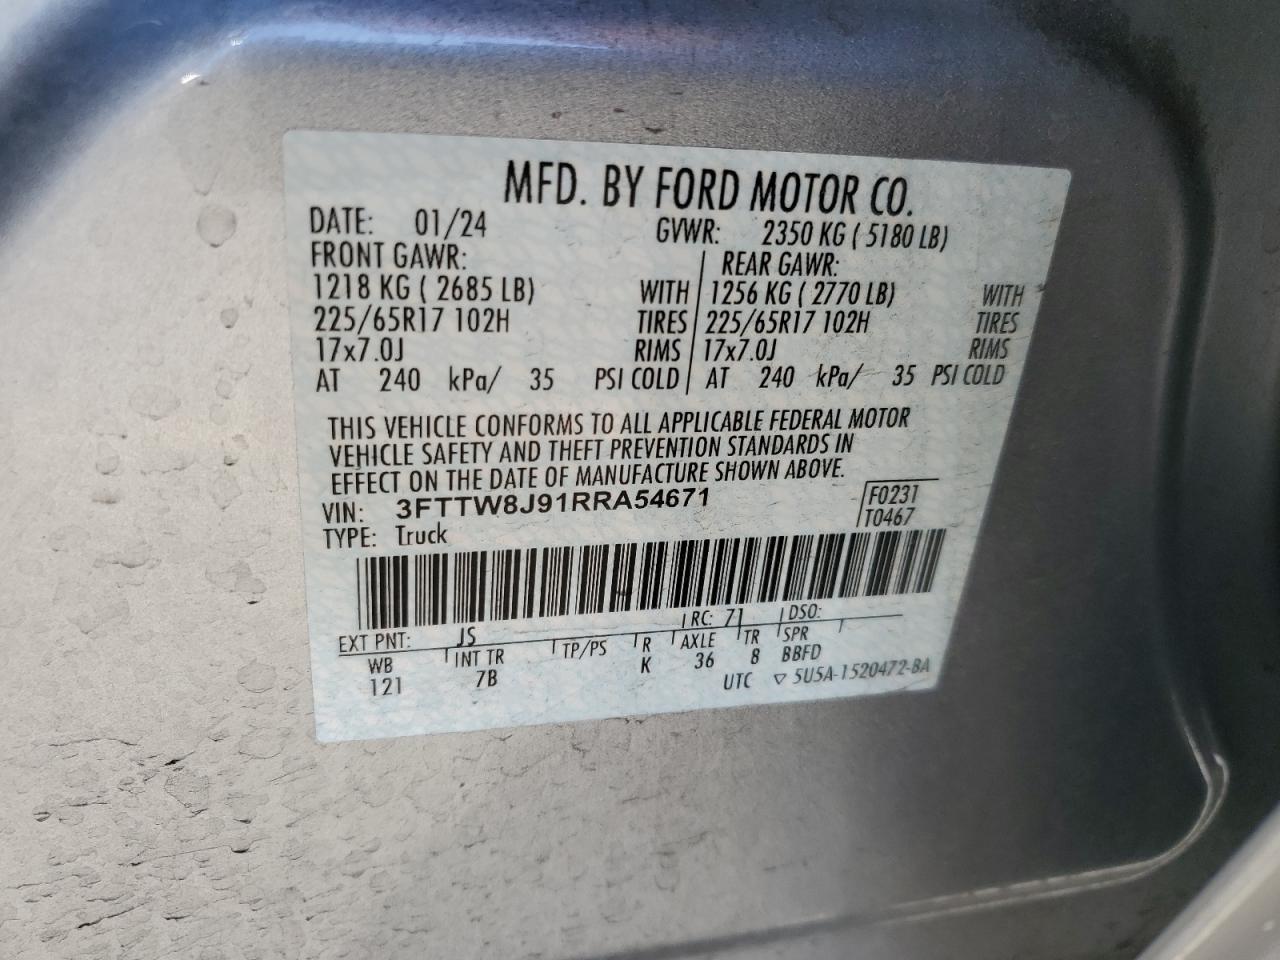 MFD. BY FORD MOTOR CO.
DATE: 01/24 GVWR: 2350 KG ( 5180 LB)
FRONT GAWR: REAR GAWR:
1218 KG ( 2685 LB) WITH 1256 KG ( 2770 LB) WITH
225/65R17 102H TIRES 225/65R17 102H TIRES
17x7.0J RIMS 17x7.0J RIMS
AT 240 kPa/ 35 PSI COLD AT 240 kPa/ 35 PSI COLD
THIS VEHICLE CONFORMS TO ALL APPLICABLE FEDERAL MOTOR
VEHICLE SAFETY AND THEFT PREVENTION STANDARDS IN
EFFECT ON THE DATE OF MANUFACTURE SHOWN ABOVE.
VIN: 3FTTW8J91RRA54671 F0231
TYPE: Truck T0467
EXT PNT: JS RC: 71 DSO:
WB INT TR TP/PS R AXLE TR SPR
121 7B K 36 8 BBFD
UTC ▽ 5U5A-1520472-BA